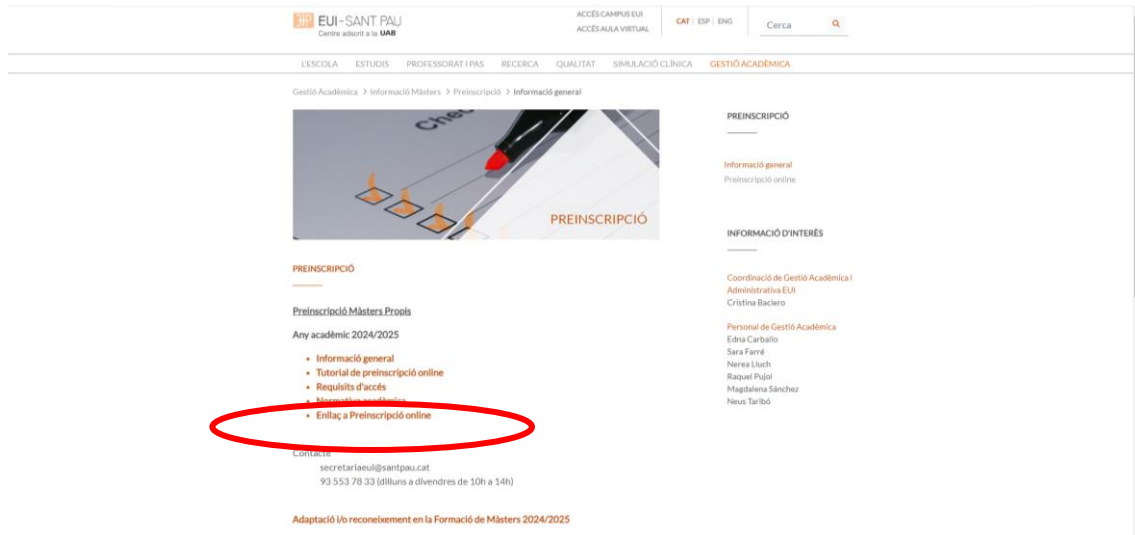 EUI-SANT PAU
Centre adscrit a la UAB
ACCÉS CAMPUS EUI
ACCÉS AULA VIRTUAL
CAT | ESP | ENG
Cerca
L'ESCOLA ESTUDIS PROFESSORAT I PAS RECERCA QUALITAT SIMULACIÓ CLÍNICA GESTIÓ ACADÈMICA
Gestió Acadèmica > Informació Màsters > Preinscripció > Informació general
PREINSCRIPCIÓ
PREINSCRIPCIÓ
Preinscripció Màsters Propis
Any acadèmic 2024/2025
• Informació general
• Tutorial de preinscripció online
• Requisits d'accés
• Normativa acadèmica
• Enllaç a Preinscripció online
Contacte
secretariaeui@santpau.cat
93 553 78 33 (dilluns a divendres de 10h a 14h)
Adaptació i/o reconeixement en la Formació de Màsters 2024/2025
PREINSCRIPCIÓ
Informació general
Preinscripció online
INFORMACIÓ D'INTERÈS
Coordinació de Gestió Acadèmica i
Administrativa EUI
Cristina Baciero
Personal de Gestió Acadèmica
Edna Carballo
Sara Farré
Nerea Lluch
Raquel Pujol
Magdalena Sánchez
Neus Taribó